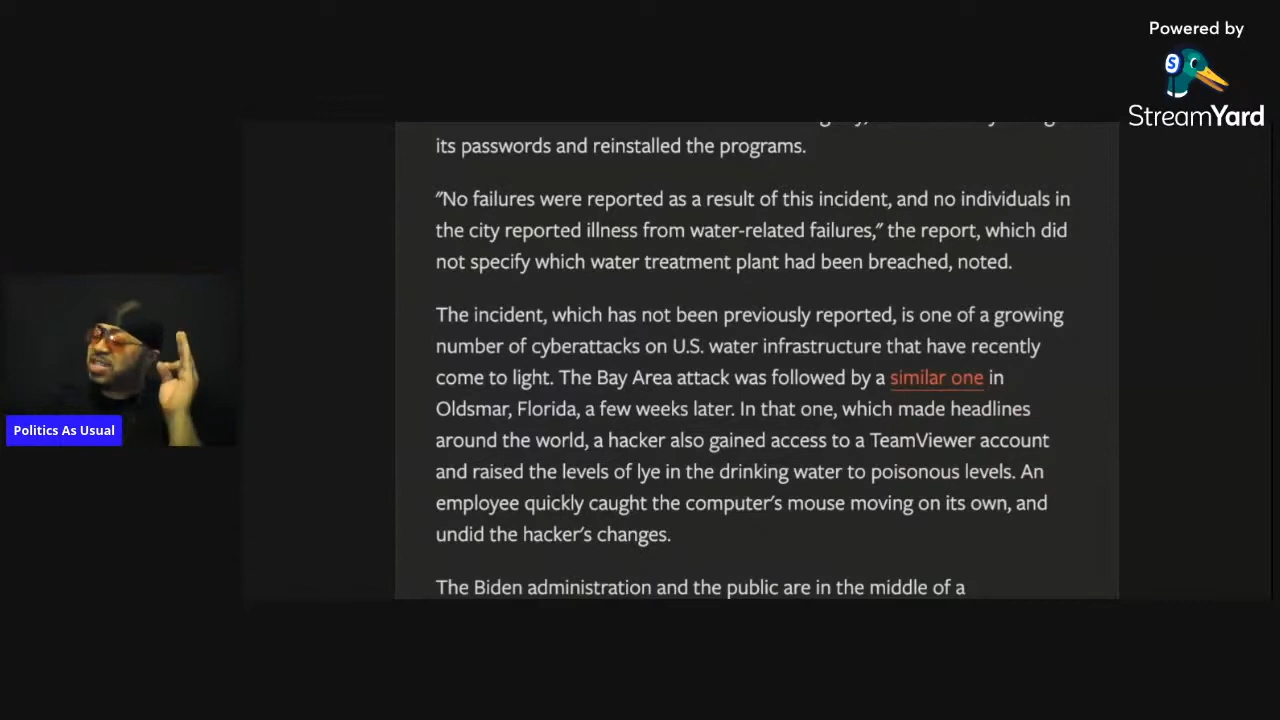 Powered by
StreamYard
its passwords and reinstalled the programs.
"No failures were reported as a result of this incident, and no individuals in
the city reported illness from water-related failures," the report, which did
not specify which water treatment plant had been breached, noted.
The incident, which has not been previously reported, is one of a growing
number of cyberattacks on U.S. water infrastructure that have recently
come to light. The Bay Area attack was followed by a similar one in
Oldsmar, Florida, a few weeks later. In that one, which made headlines
around the world, a hacker also gained access to a TeamViewer account
and raised the levels of lye in the drinking water to poisonous levels. An
employee quickly caught the computer's mouse moving on its own, and
undid the hacker's changes.
The Biden administration and the public are in the middle of a
Politics As Usual